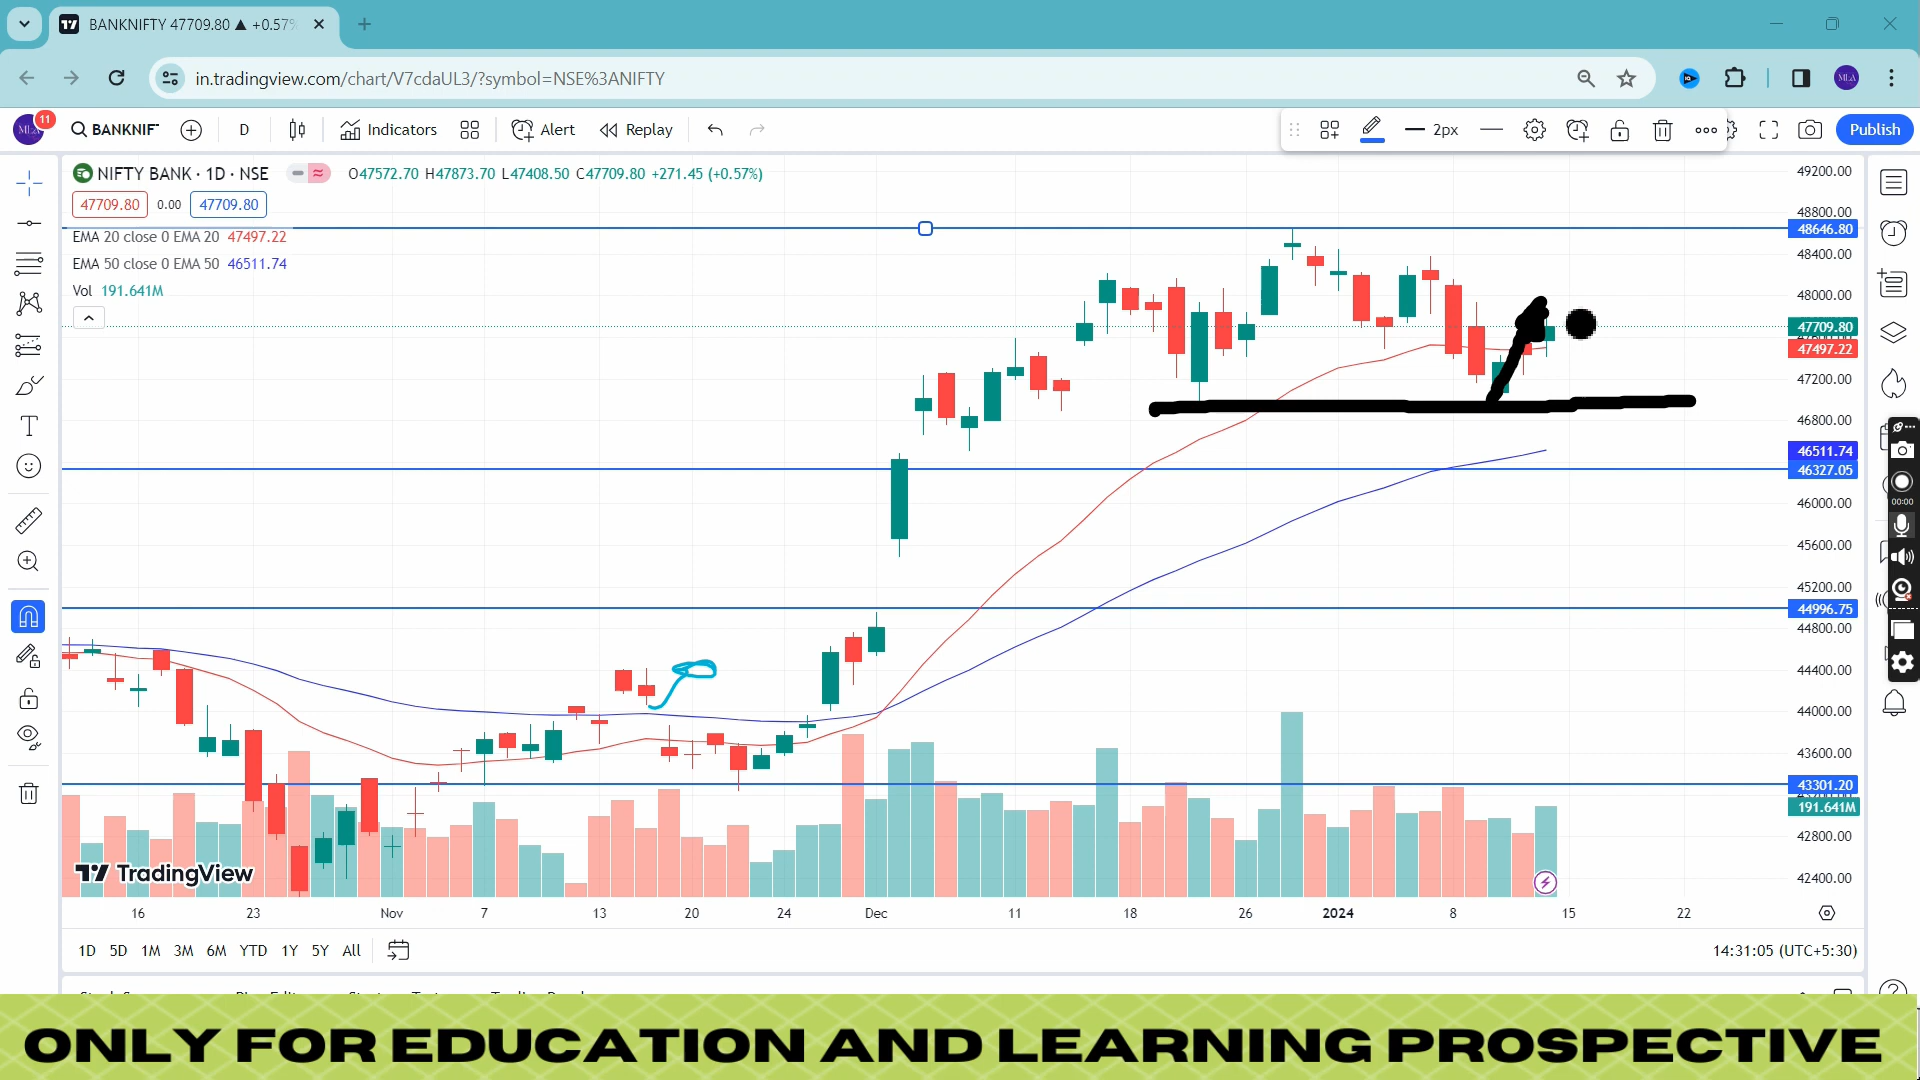 BANKNIFTY 47709.80 ▲ +0.57%
in.tradingview.com/chart/V7cdaUL3/?symbol=NSE%3ANIFTY
MLA
11 BANKNIF D Indicators Alert Replay 2px Publish
NIFTY BANK · 1D · NSE O47572.70 H47873.70 L47408.50 C47709.80 +271.45 (+0.57%)
47709.80 0.00 47709.80
EMA 20 close 0 EMA 20 47497.22
EMA 50 close 0 EMA 50 46511.74
Vol 191.641M
49200.00
48800.00
48646.80
48400.00
48000.00
47709.80
47497.22
47200.00
46800.00
46511.74
46327.05
46000.00
45600.00
45200.00
44996.75
44800.00
44400.00
44000.00
43600.00
43301.20
191.641M
42800.00
42400.00
00:00
TradingView
16 23 Nov 7 13 20 24 Dec 11 18 26 2024 8 15 22
1D 5D 1M 3M 6M YTD 1Y 5Y All 14:31:05 (UTC+5:30)
ONLY FOR EDUCATION AND LEARNING PROSPECTIVE